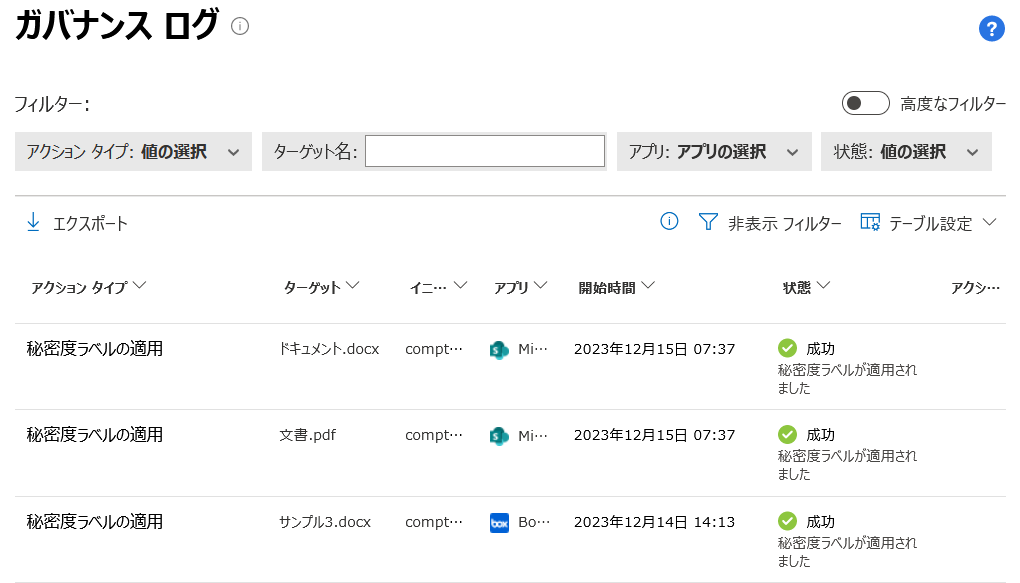 ガバナンス ログ
フィルター:
高度なフィルター
アクション タイプ: 値の選択
ターゲット名:
アプリ: アプリの選択
状態: 値の選択
エクスポート
非表示 フィルター
テーブル設定
アクション タイプ
ターゲット
イニ…
アプリ
開始時間
状態
アクシ…
秘密度ラベルの適用
ドキュメント.docx
compt…
Mi…
2023年12月15日 07:37
成功
秘密度ラベルが適用され
ました
秘密度ラベルの適用
文書.pdf
compt…
Mi…
2023年12月15日 07:37
成功
秘密度ラベルが適用され
ました
秘密度ラベルの適用
サンプル3.docx
compt…
box
Bo…
2023年12月14日 14:13
成功
秘密度ラベルが適用され
ました